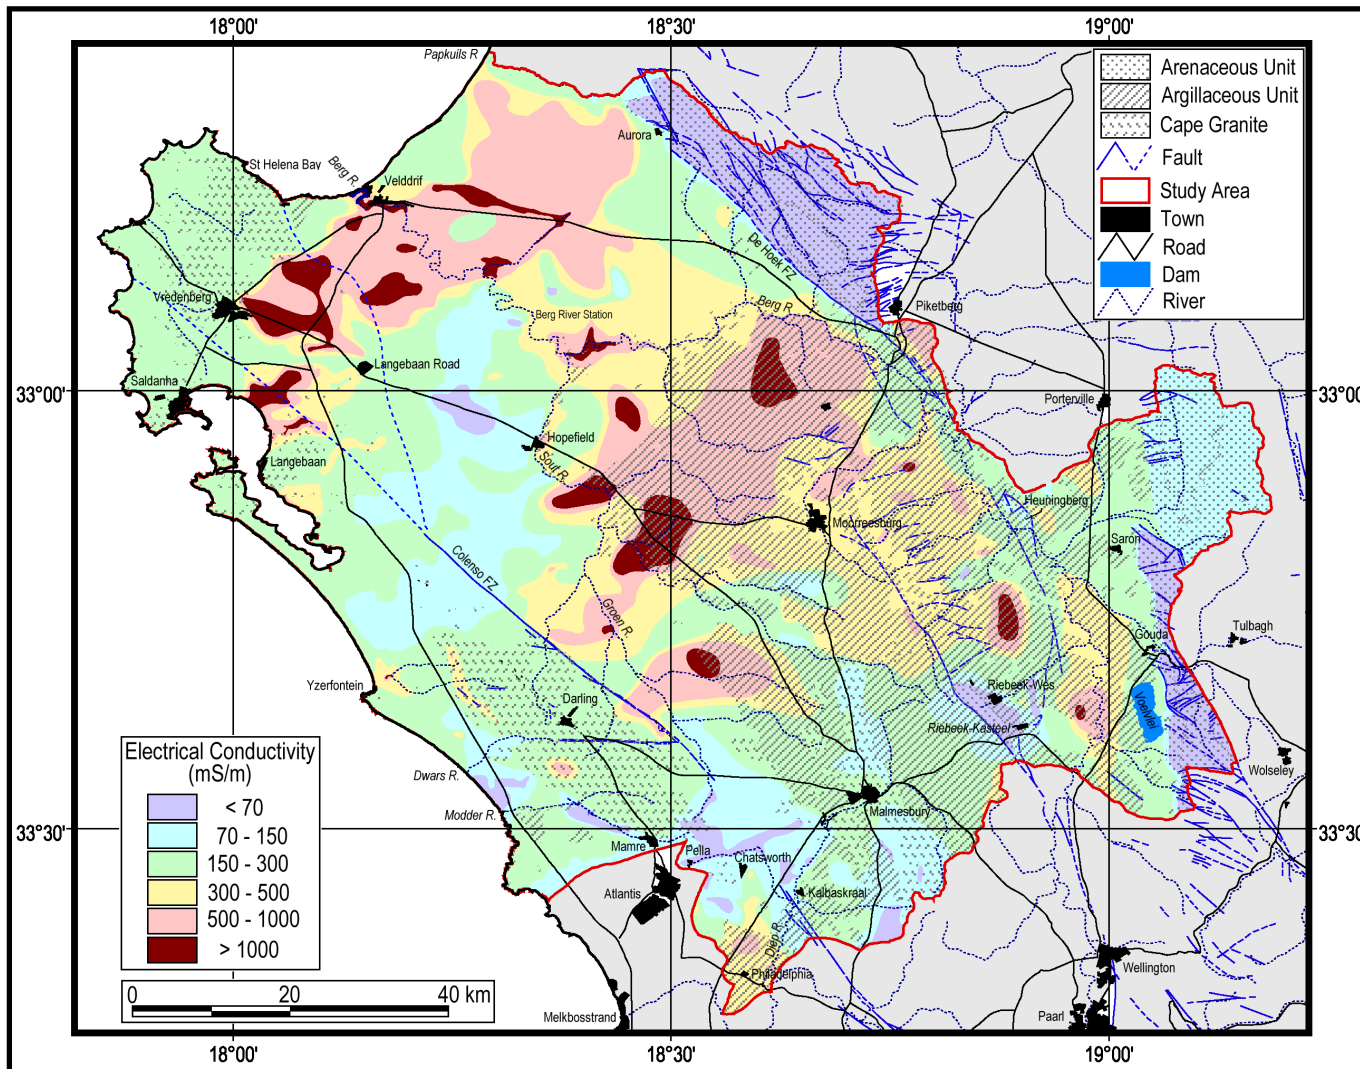 18°00'
18°30'
19°00'
Papkuils R
Arenaceous Unit
Argillaceous Unit
Cape Granite
Fault
Study Area
Town
Road
Dam
River
Aurora
St Helena Bay
Berg R.
Velddrif
De Hoek FZ
Vredenberg
Berg R
Piketberg
Berg River Station
Langebaan Road
Saldanha
33°00'
33°00'
Porterville
Hopefield
Sout R.
Langebaan
Heuningberg
Moorreesburg
Saron
Colenso FZ
Groen R.
Tulbagh
Gouda
Yzerfontein
Darling
Riebeek-Wes
Riebeek-Kasteel
Voelvlei
Electrical Conductivity
(mS/m)
< 70
70 - 150
150 - 300
300 - 500
500 - 1000
> 1000
Dwars R.
Wolseley
Modder R.
Malmesbury
33°30'
33°30'
Mamre
Pella
Chatsworth
Atlantis
Kalbaskraal
Diep R.
Philadelphia
Wellington
0
20
40 km
Melkbosstrand
Paarl
18°00'
18°30'
19°00'